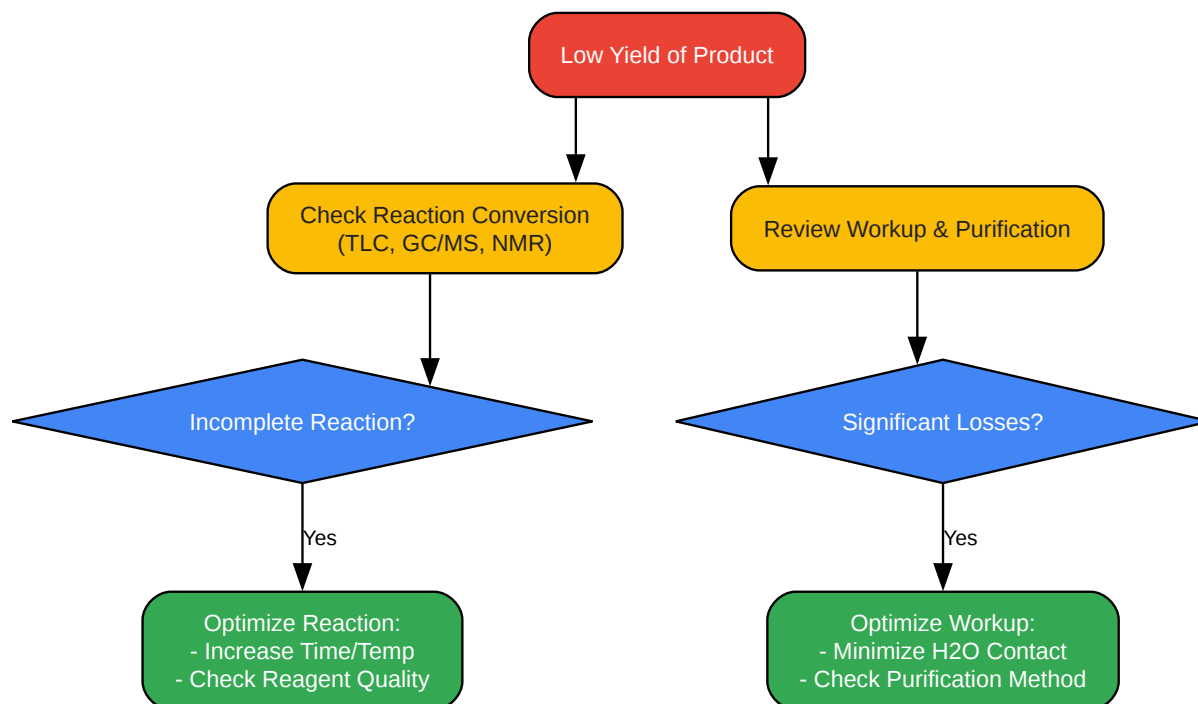 Low Yield of Product
Check Reaction Conversion
(TLC, GC/MS, NMR)
Review Workup & Purification
Incomplete Reaction?
Significant Losses?
Yes
Yes
Optimize Reaction:
- Increase Time/Temp
- Check Reagent Quality
Optimize Workup:
- Minimize H2O Contact
- Check Purification Method